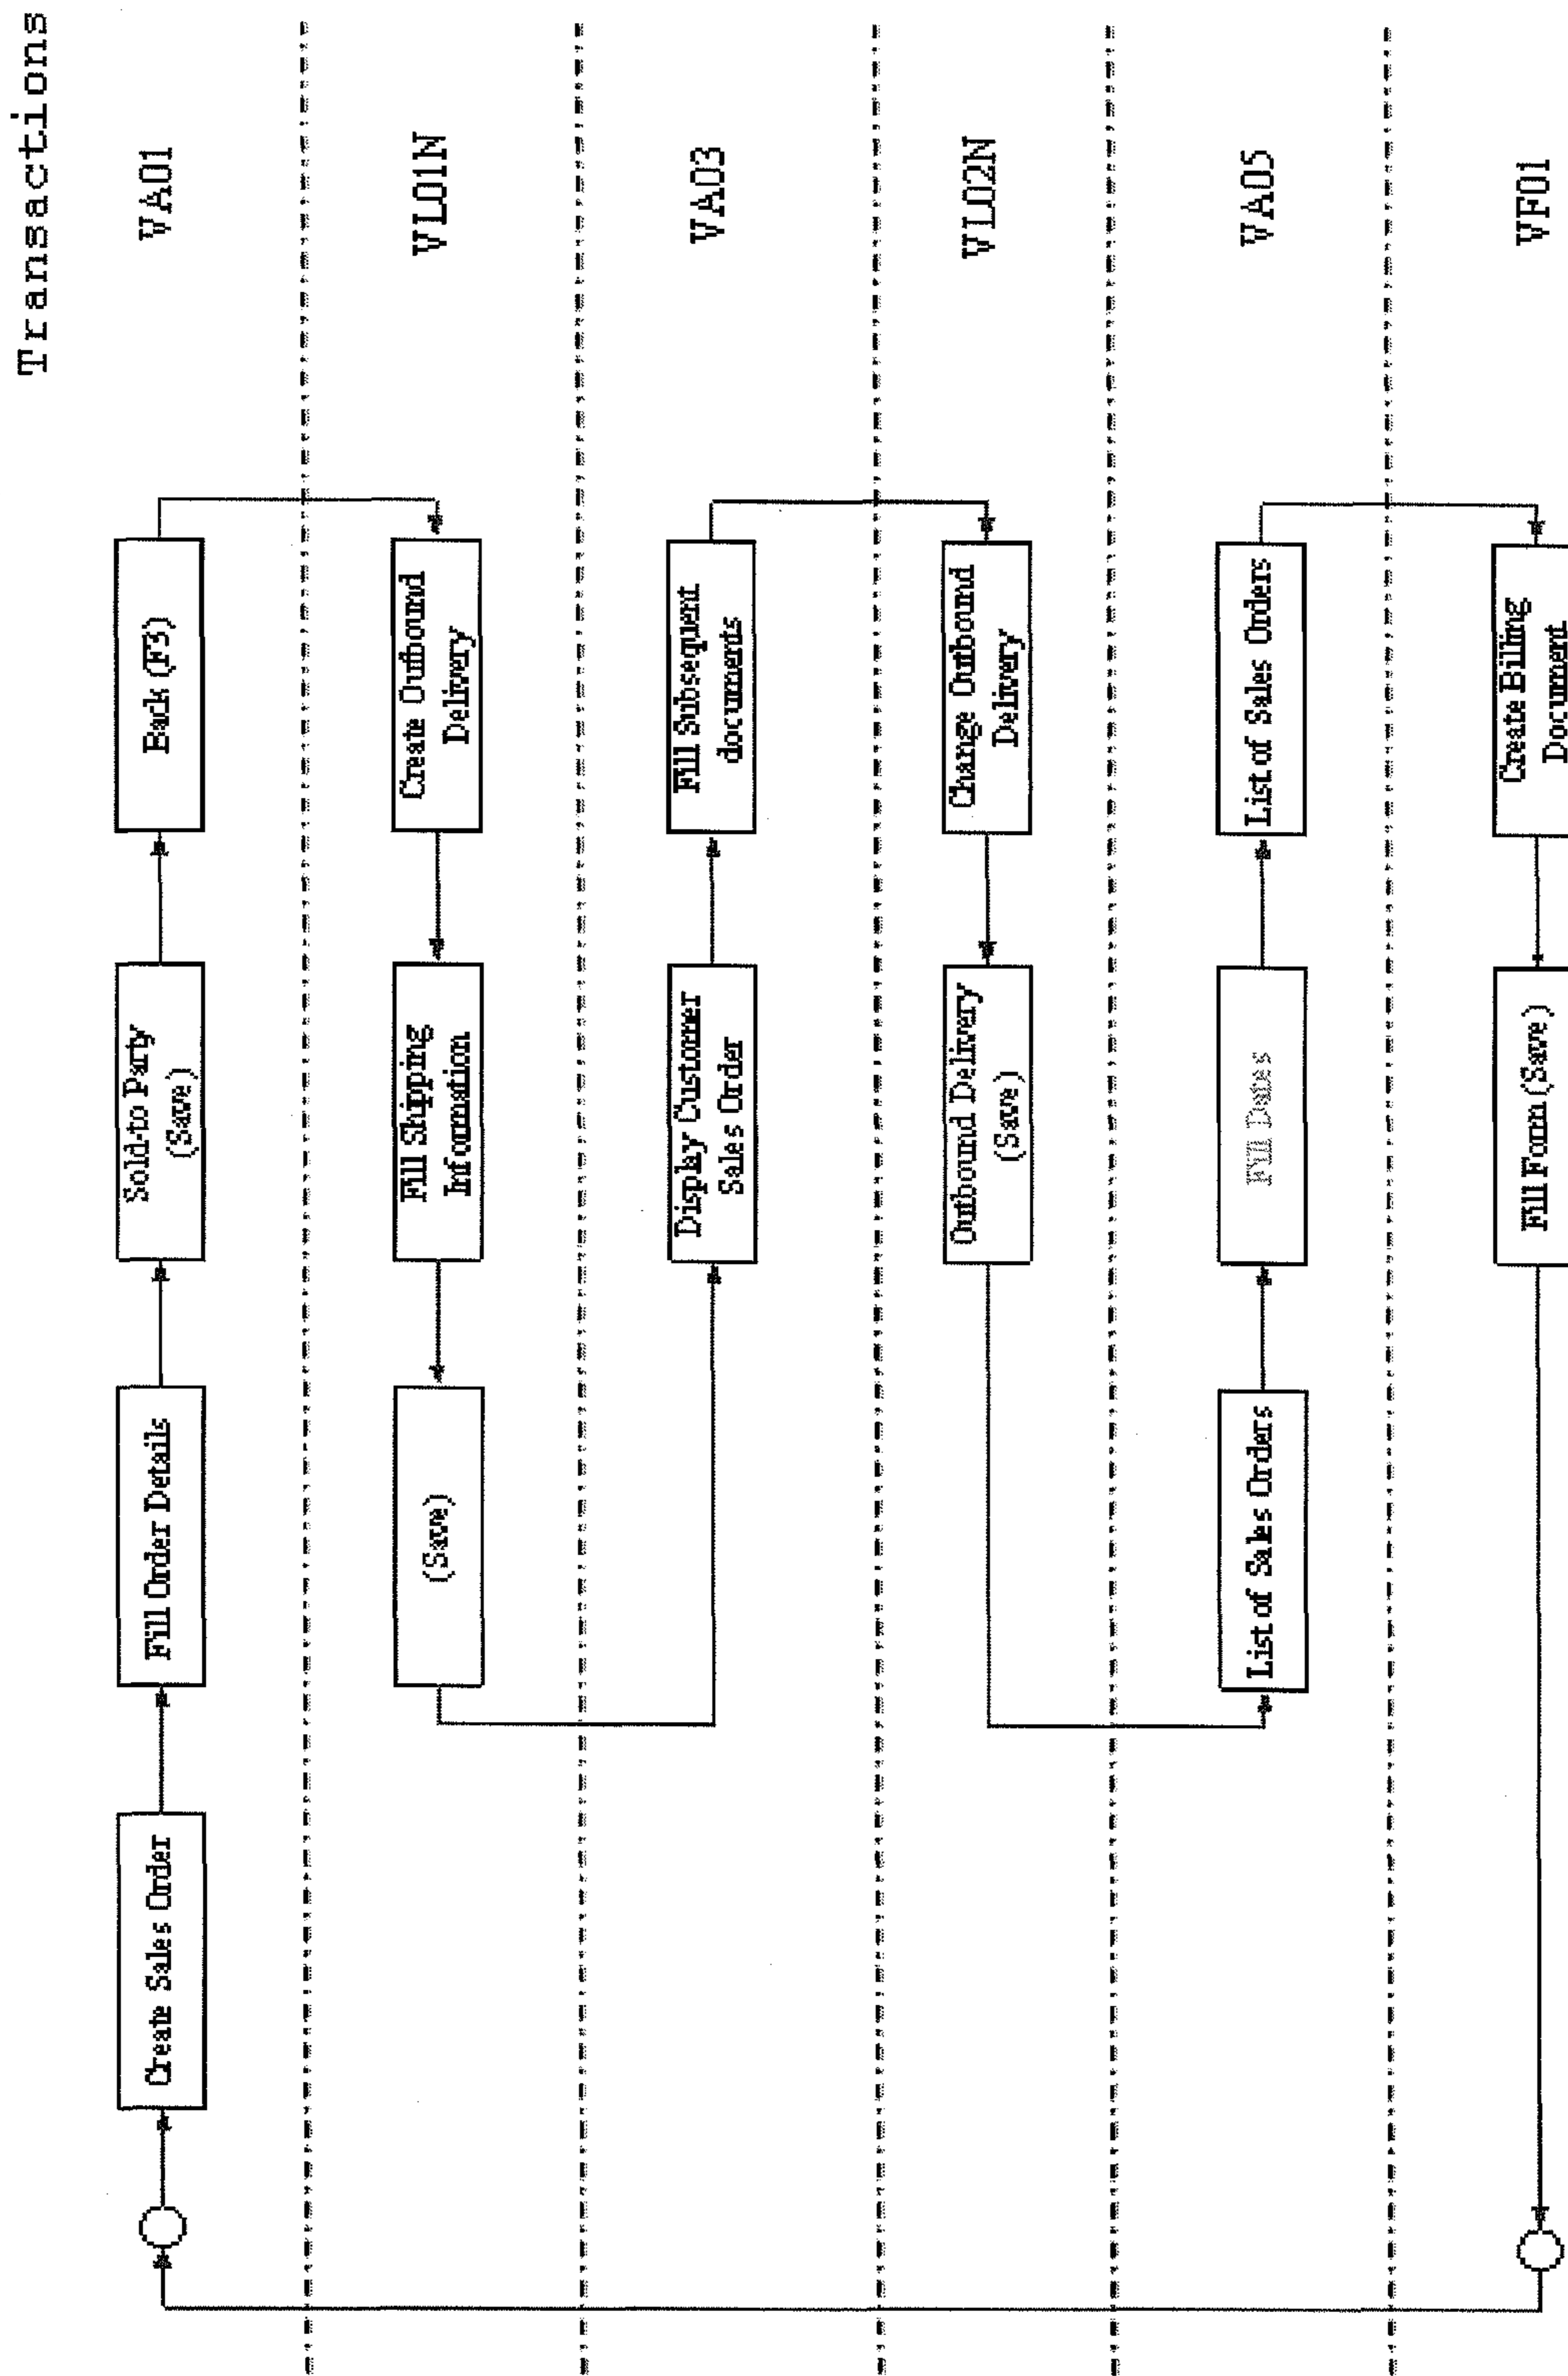 Transactions
Create Sales Order
Fill Order Details
Sold-to Party
(Save)
Back (F3)
VA01
(Save)
Fill Shipping
Information
Create Outbound
Delivery
VL01N
Display Customer
Sales Order
Fill Subsequent
documents
VA03
Outbound Delivery
(Save)
Change Outbound
Delivery
VL02N
List of Sales Orders
Fill Dates
List of Sales Orders
VA05
Fill Form (Save)
Create Billing
Document
VF01